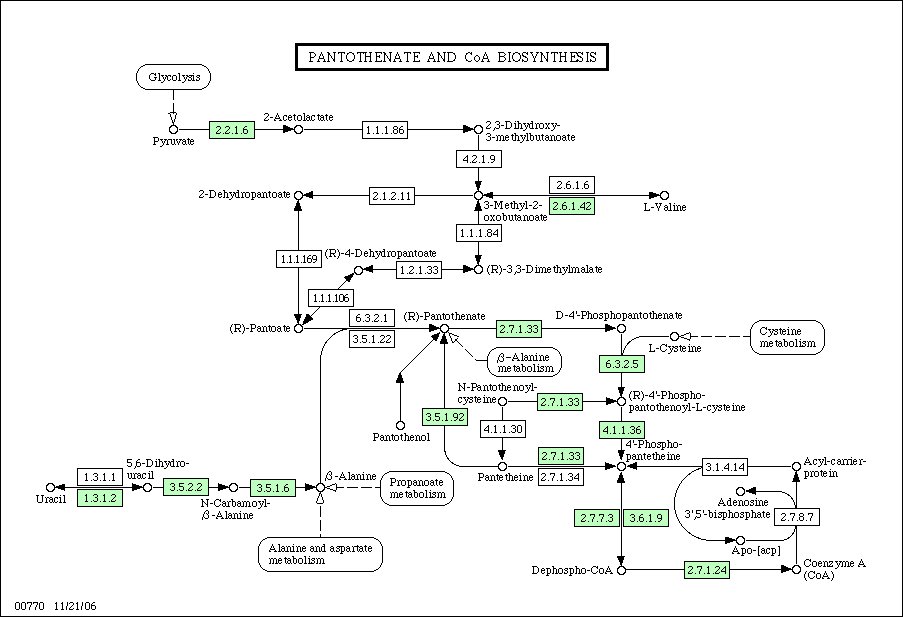 PANTOTHENATE AND CoA BIOSYNTHESIS
Glycolysis
Pyruvate
2.2.1.6
2-Acetolactate
1.1.1.86
2,3-Dihydroxy-
3-methylbutanoate
4.2.1.9
2-Dehydropantoate
2.1.2.11
3-Methyl-2-
oxobutanoate
2.6.1.6
2.6.1.42
L-Valine
1.1.1.84
1.1.1.169
(R)-4-Dehydropantoate
1.2.1.33
(R)-3,3-Dimethylmalate
1.1.1.106
(R)-Pantoate
6.3.2.1
3.5.1.22
(R)-Pantothenate
2.7.1.33
D-4'-Phosphopantothenate
L-Cysteine
Cysteine
metabolism
β-Alanine
metabolism
6.3.2.5
N-Pantothenoyl-
cysteine
2.7.1.33
(R)-4'-Phospho-
pantothenoyl-L-cysteine
3.5.1.92
Pantothenol
4.1.1.30
4.1.1.36
4'-Phospho-
pantetheine
2.7.1.33
2.7.1.34
Pantetheine
3.1.4.14
Acyl-carrier-
protein
5,6-Dihydro-
uracil
1.3.1.1
1.3.1.2
Uracil
3.5.2.2
N-Carbamoyl-
β-Alanine
3.5.1.6
β-Alanine
Propanoate
metabolism
Adenosine
3',5'-bisphosphate
2.7.7.3
3.6.1.9
2.7.8.7
Apo-[acp]
Alanine and aspartate
metabolism
Dephospho-CoA
2.7.1.24
Coenzyme A
(CoA)
00770 11/21/06